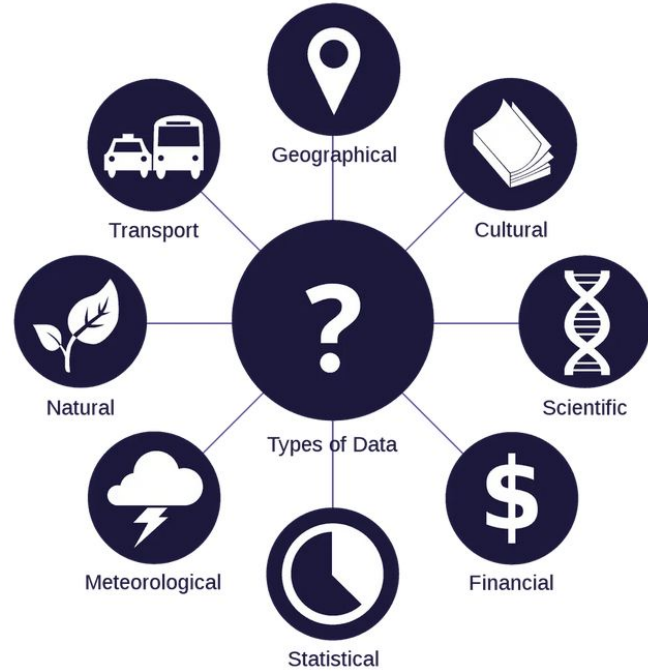 Geographical
Transport
Cultural
?
Natural
Scientific
Types of Data
$
Meteorological
Financial
Statistical